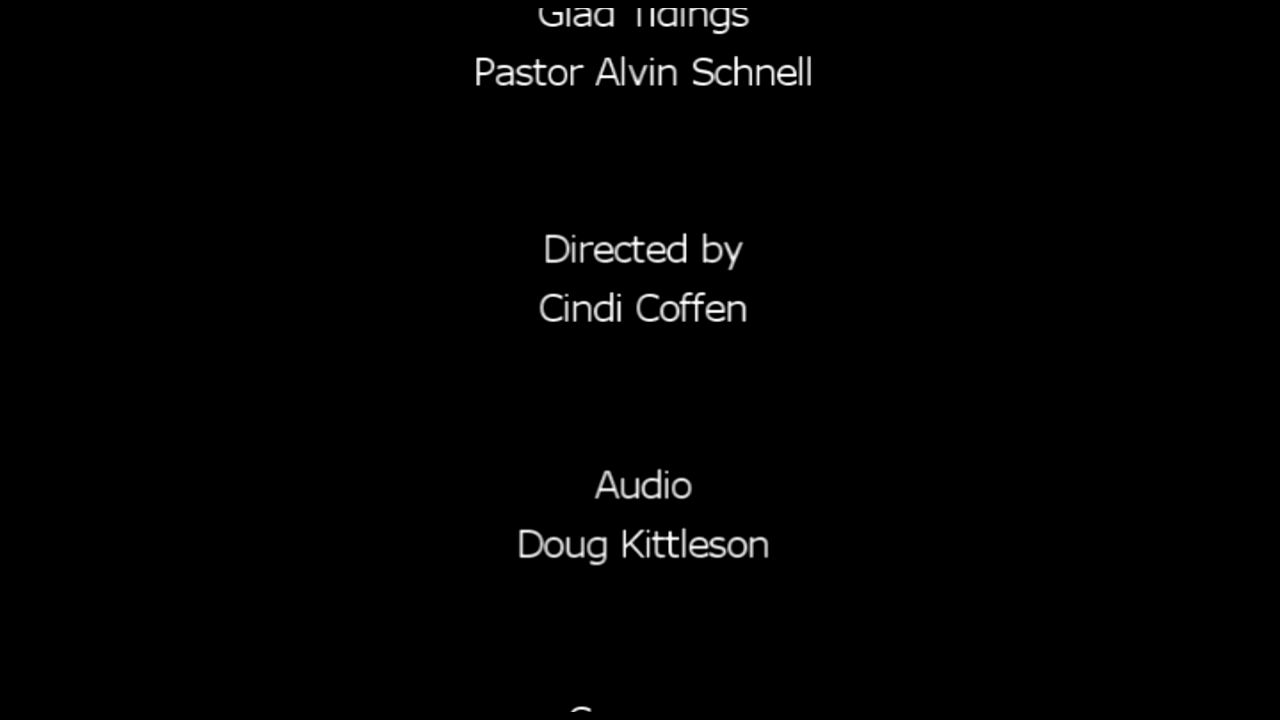 Glad Tidings
Pastor Alvin Schnell
Directed by
Cindi Coffen
Audio
Doug Kittleson